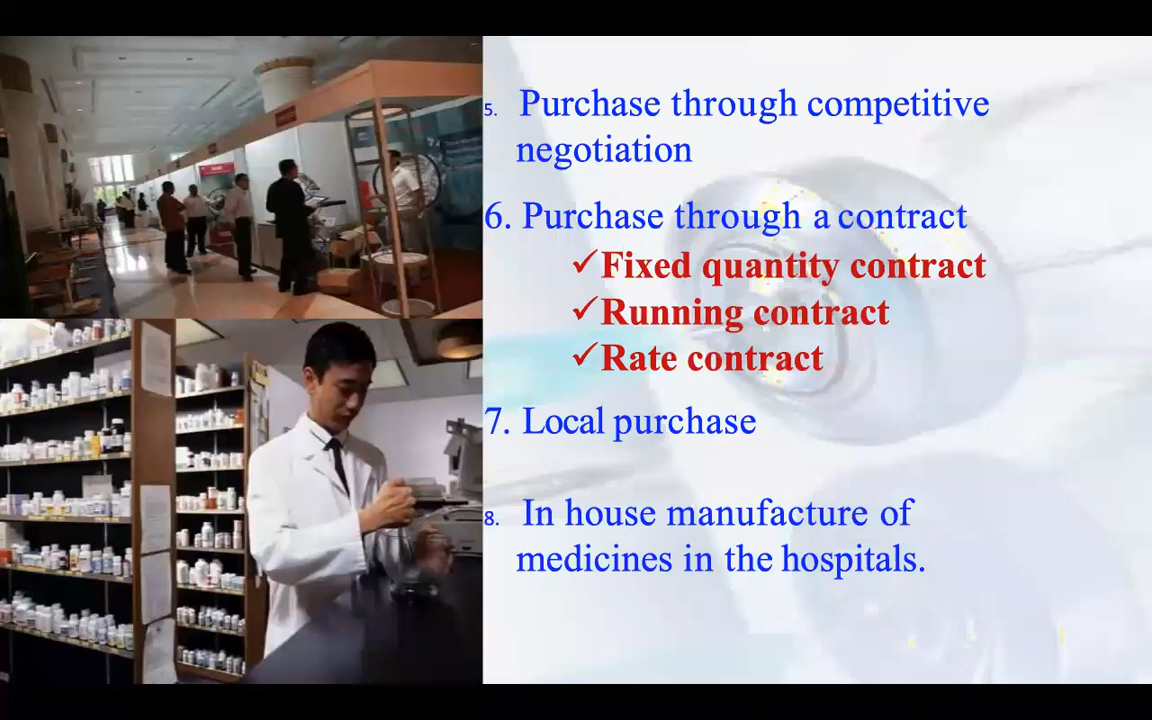 5. Purchase through competitive
negotiation
6. Purchase through a contract
✓Fixed quantity contract
✓Running contract
✓Rate contract
7. Local purchase
8. In house manufacture of
medicines in the hospitals.